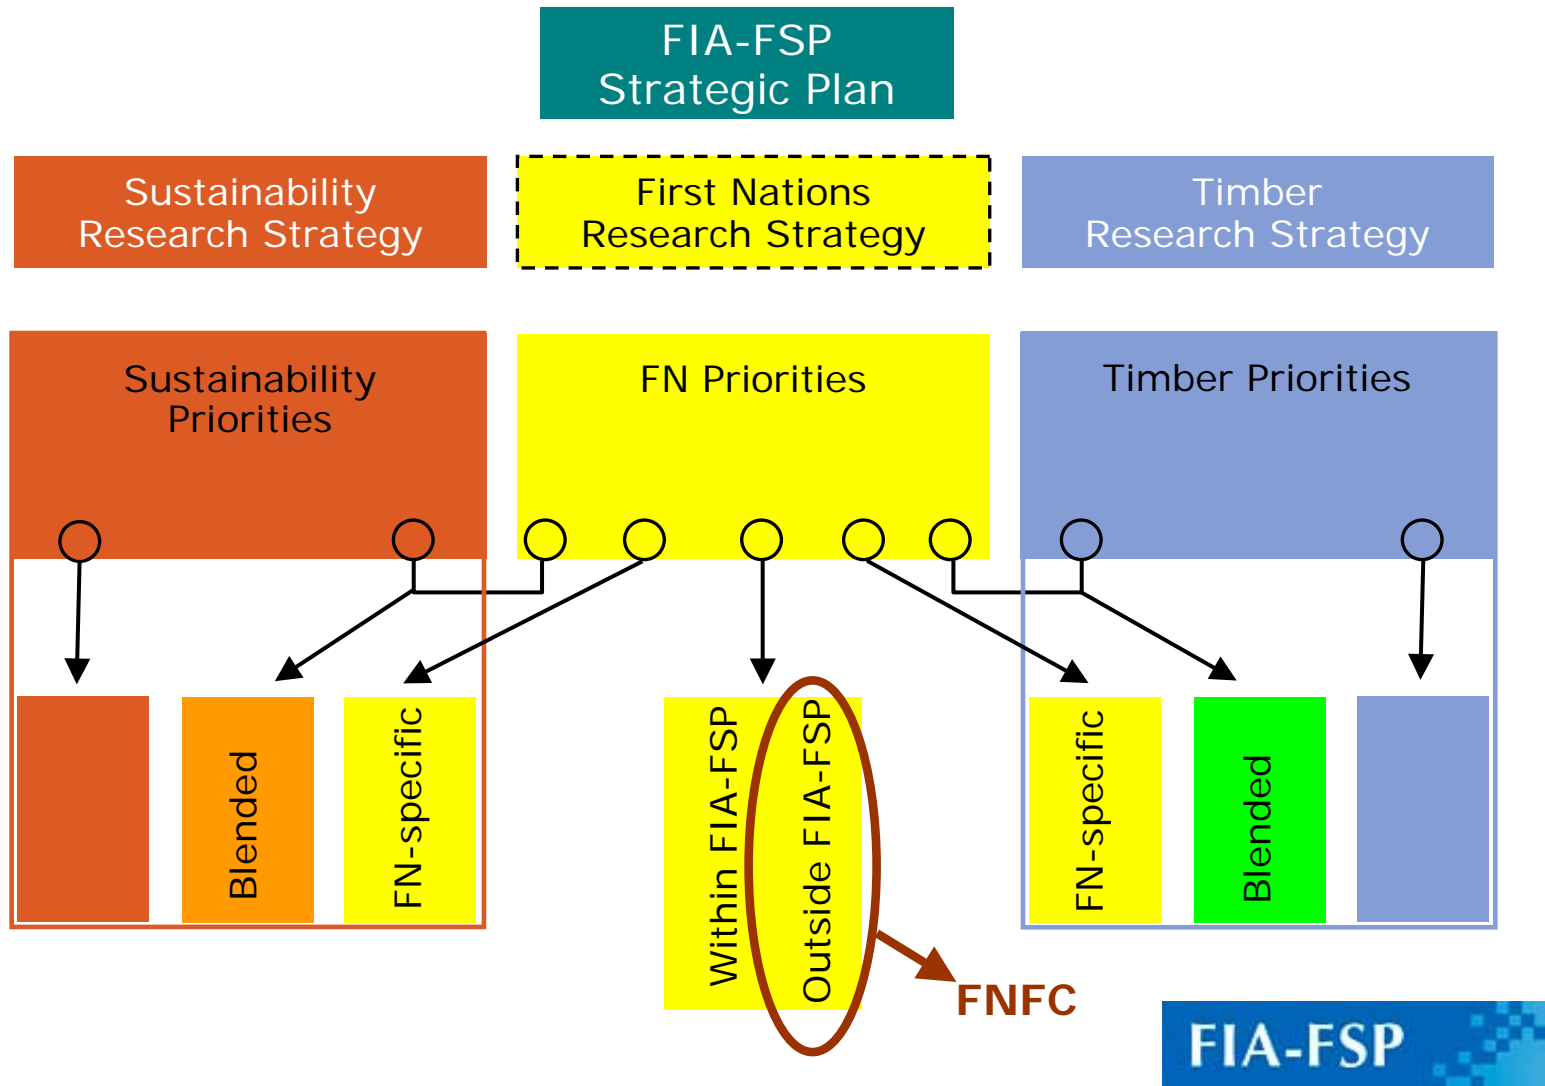 FIA-FSP
Strategic Plan
Sustainability
Research Strategy
First Nations
Research Strategy
Timber
Research Strategy
Sustainability
Priorities
FN Priorities
Timber Priorities
Blended
FN-specific
Within FIA-FSP
Outside FIA-FSP
FN-specific
Blended
FNFC
FIA-FSP